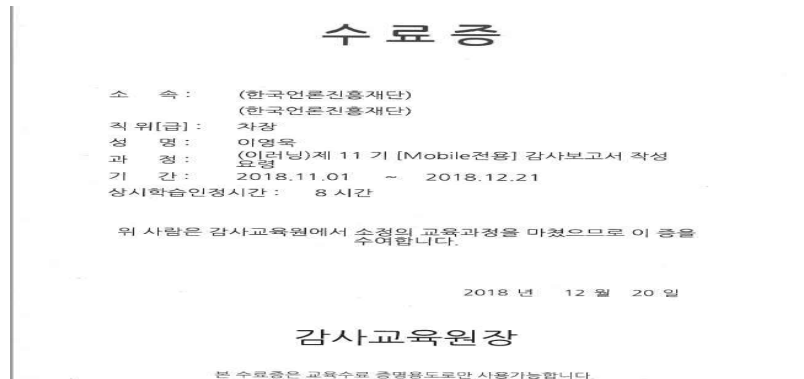 수 료 증
소 속 : (한국언론진흥재단)
(한국언론진흥재단)
직 위[급] : 차장
성 명 : 이영욱
과 정 : (이러닝)제 11 기 [Mobile전용] 감사보고서 작성
요령
기 간 : 2018.11.01 ~ 2018.12.21
상시학습인정시간 : 8 시간
위 사람은 감사교육원에서 소정의 교육과정을 마쳤으므로 이 증을
수여합니다.
2018 년 12 월 20 일
감사교육원장
본 수료증은 교육수료 증명용도로만 사용가능합니다.